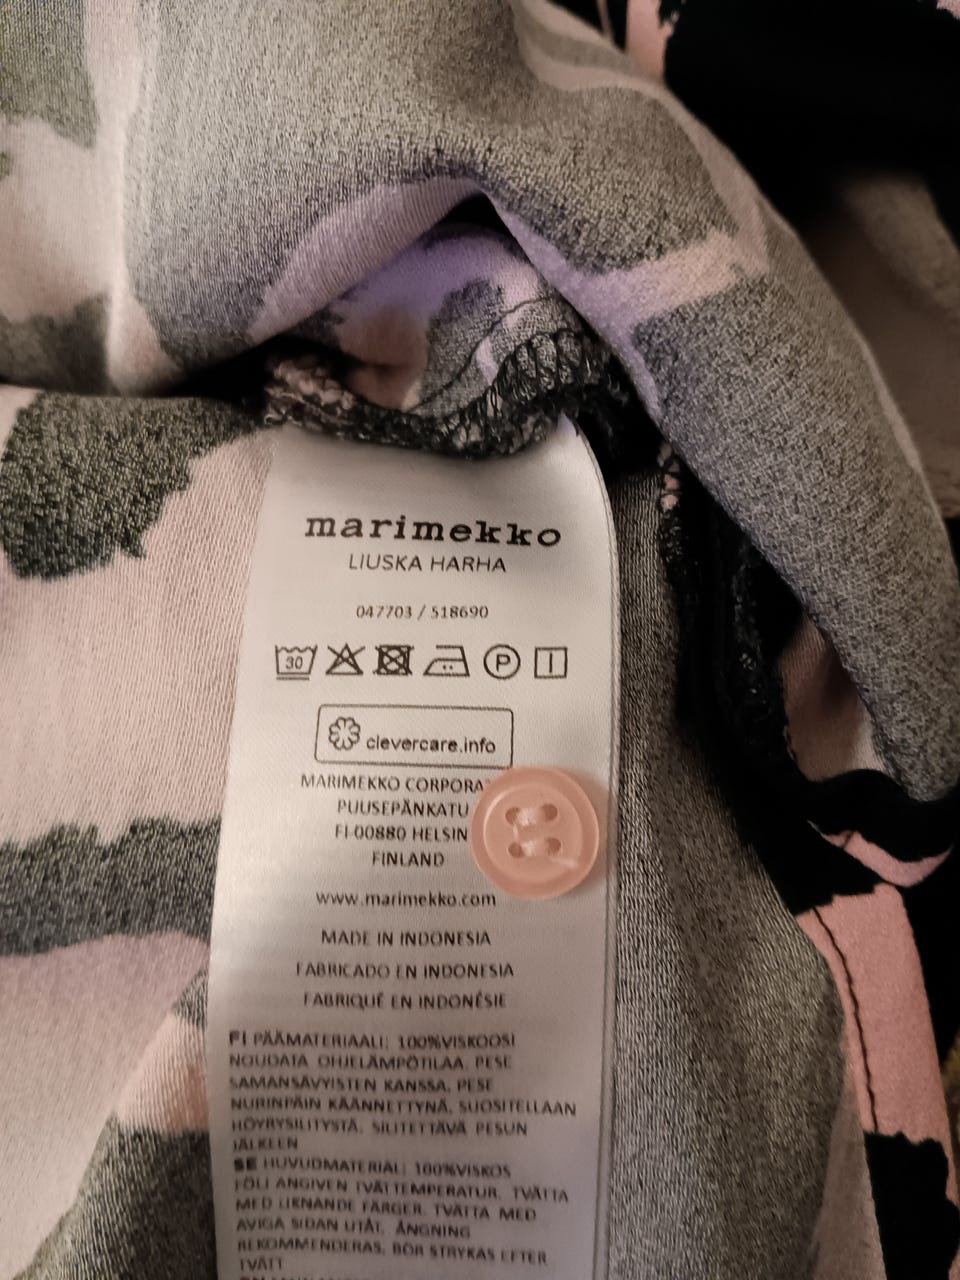 marimekko
LIUSKA HARHA
047703 / 518690
30 P
clevercare.info
MARIMEKKO CORPORA
PUUSEPÄNKATU
FI-00880 HELSIN
FINLAND
www.marimekko.com
MADE IN INDONESIA
FABRICADO EN INDONESIA
FABRIQUÉ EN INDONÉSIE
FI PÄÄMATERIAALI: 100%VISKOOSI
NOUDATA OHJELÄMPÖTILAA. PESE
SAMANSÄVYISTEN KANSSA. PESE
NURINPÄIN KÄÄNNETTYNÄ. SUOSITELLAAN
HÖYRYSILITYSTÄ. SILITETTÄVÄ PESUN
JÄLKEEN
SE HUVUDMATERIAL: 100%VISKOS
FÖLJ ANGIVEN TVÄTTEMPERATUR. TVÄTTA
MED LIKNANDE FÄRGER. TVÄTTA MED
AVIGA SIDAN UTÅT. ÅNGNING
REKOMMENDERAS. BÖR STRYKAS EFTER
TVÄTT